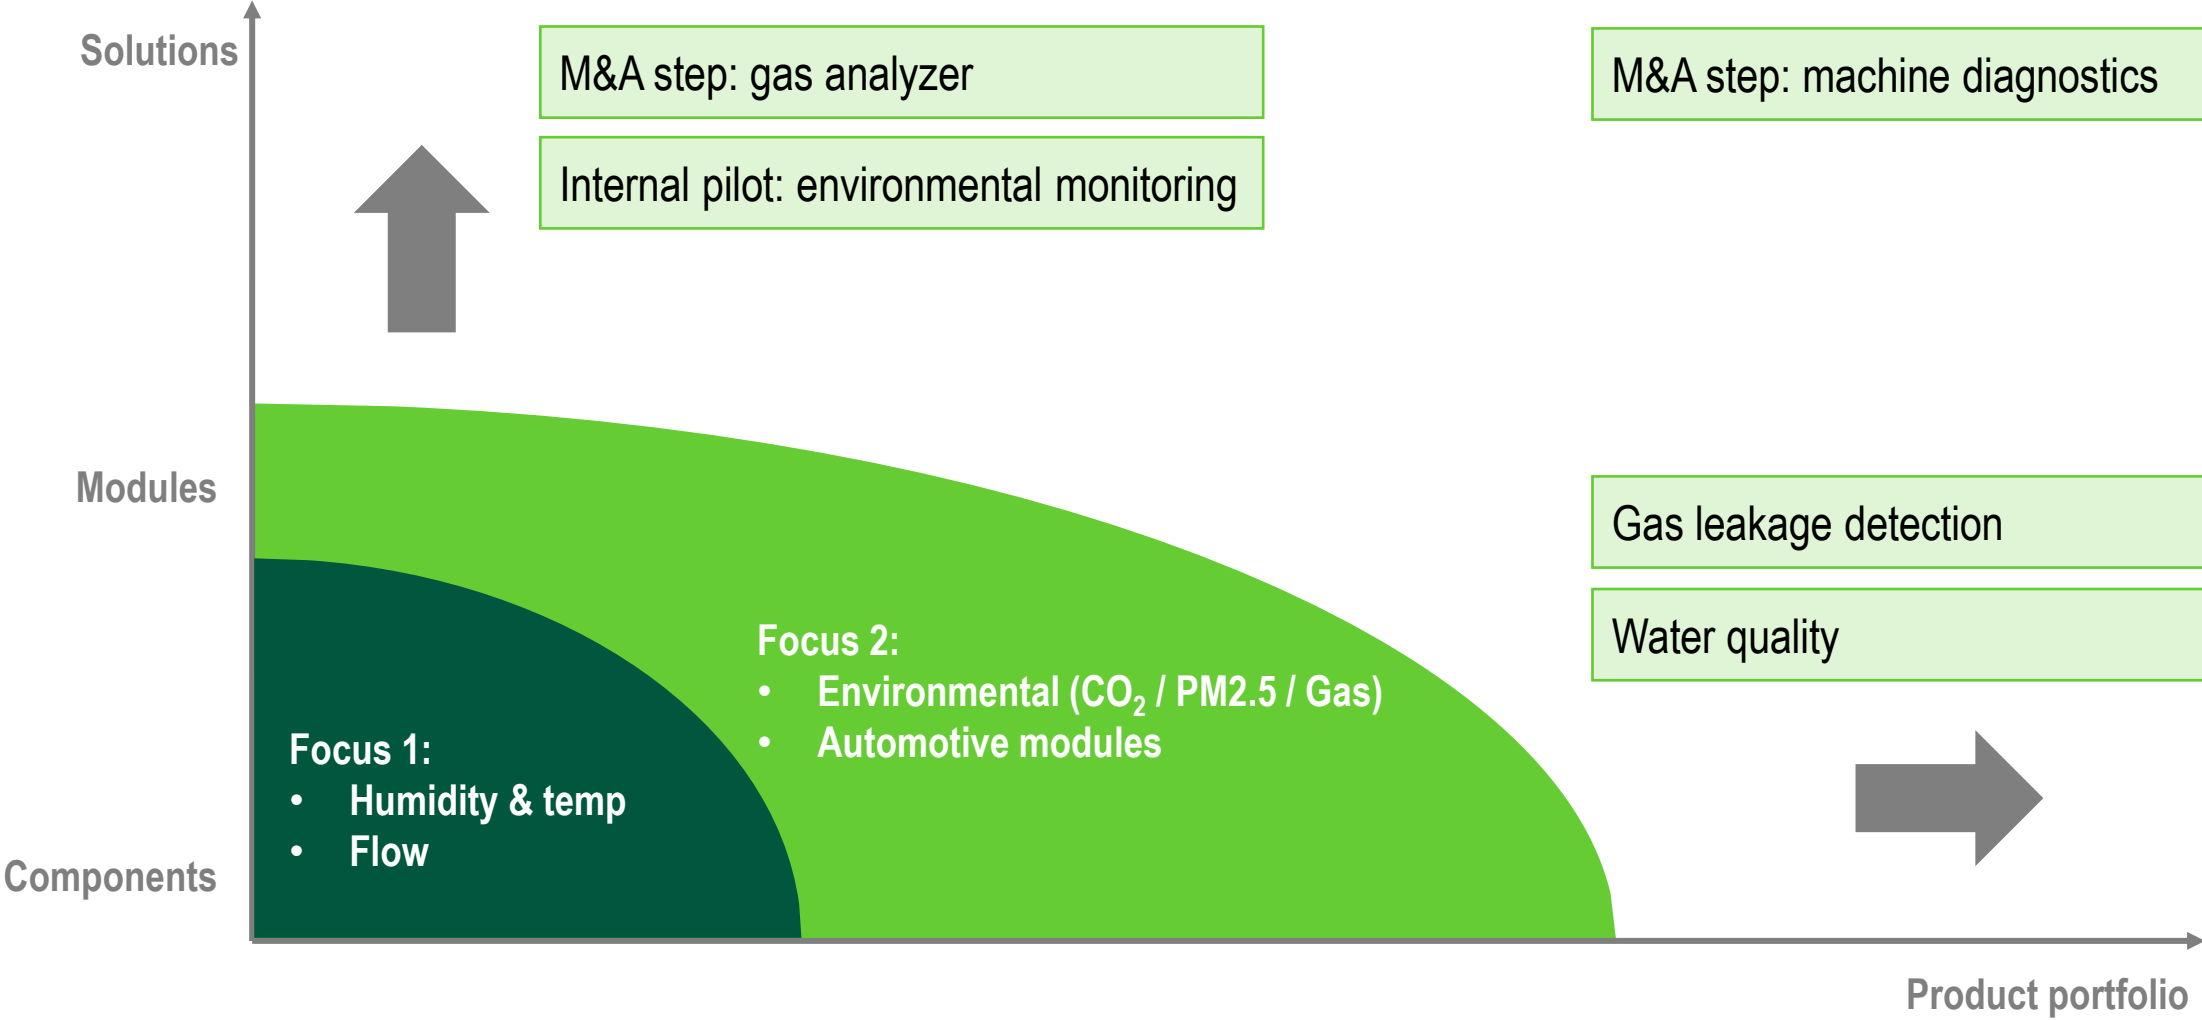 Solutions
M&A step: gas analyzer
M&A step: machine diagnostics
Internal pilot: environmental monitoring
Modules
Gas leakage detection
Water quality
Focus 2:
• Environmental (CO₂ / PM2.5 / Gas)
• Automotive modules
Focus 1:
• Humidity & temp
• Flow
Components
Product portfolio